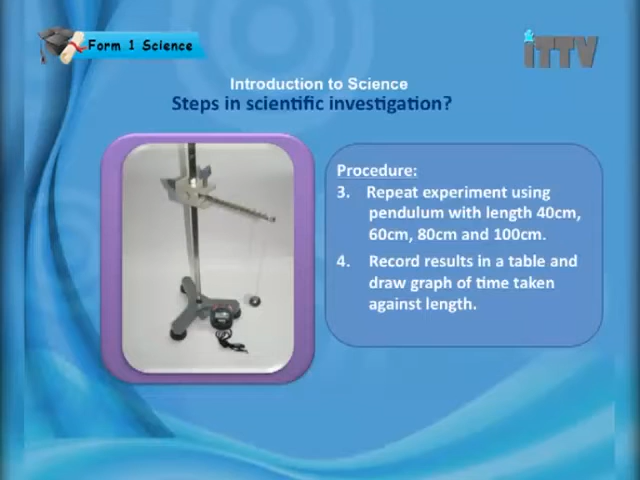 Form 1 Science
iTTV
Introduction to Science
Steps in scientific investigation?
Procedure:
3. Repeat experiment using
pendulum with length 40cm,
60cm, 80cm and 100cm.
4. Record results in a table and
draw graph of time taken
against length.